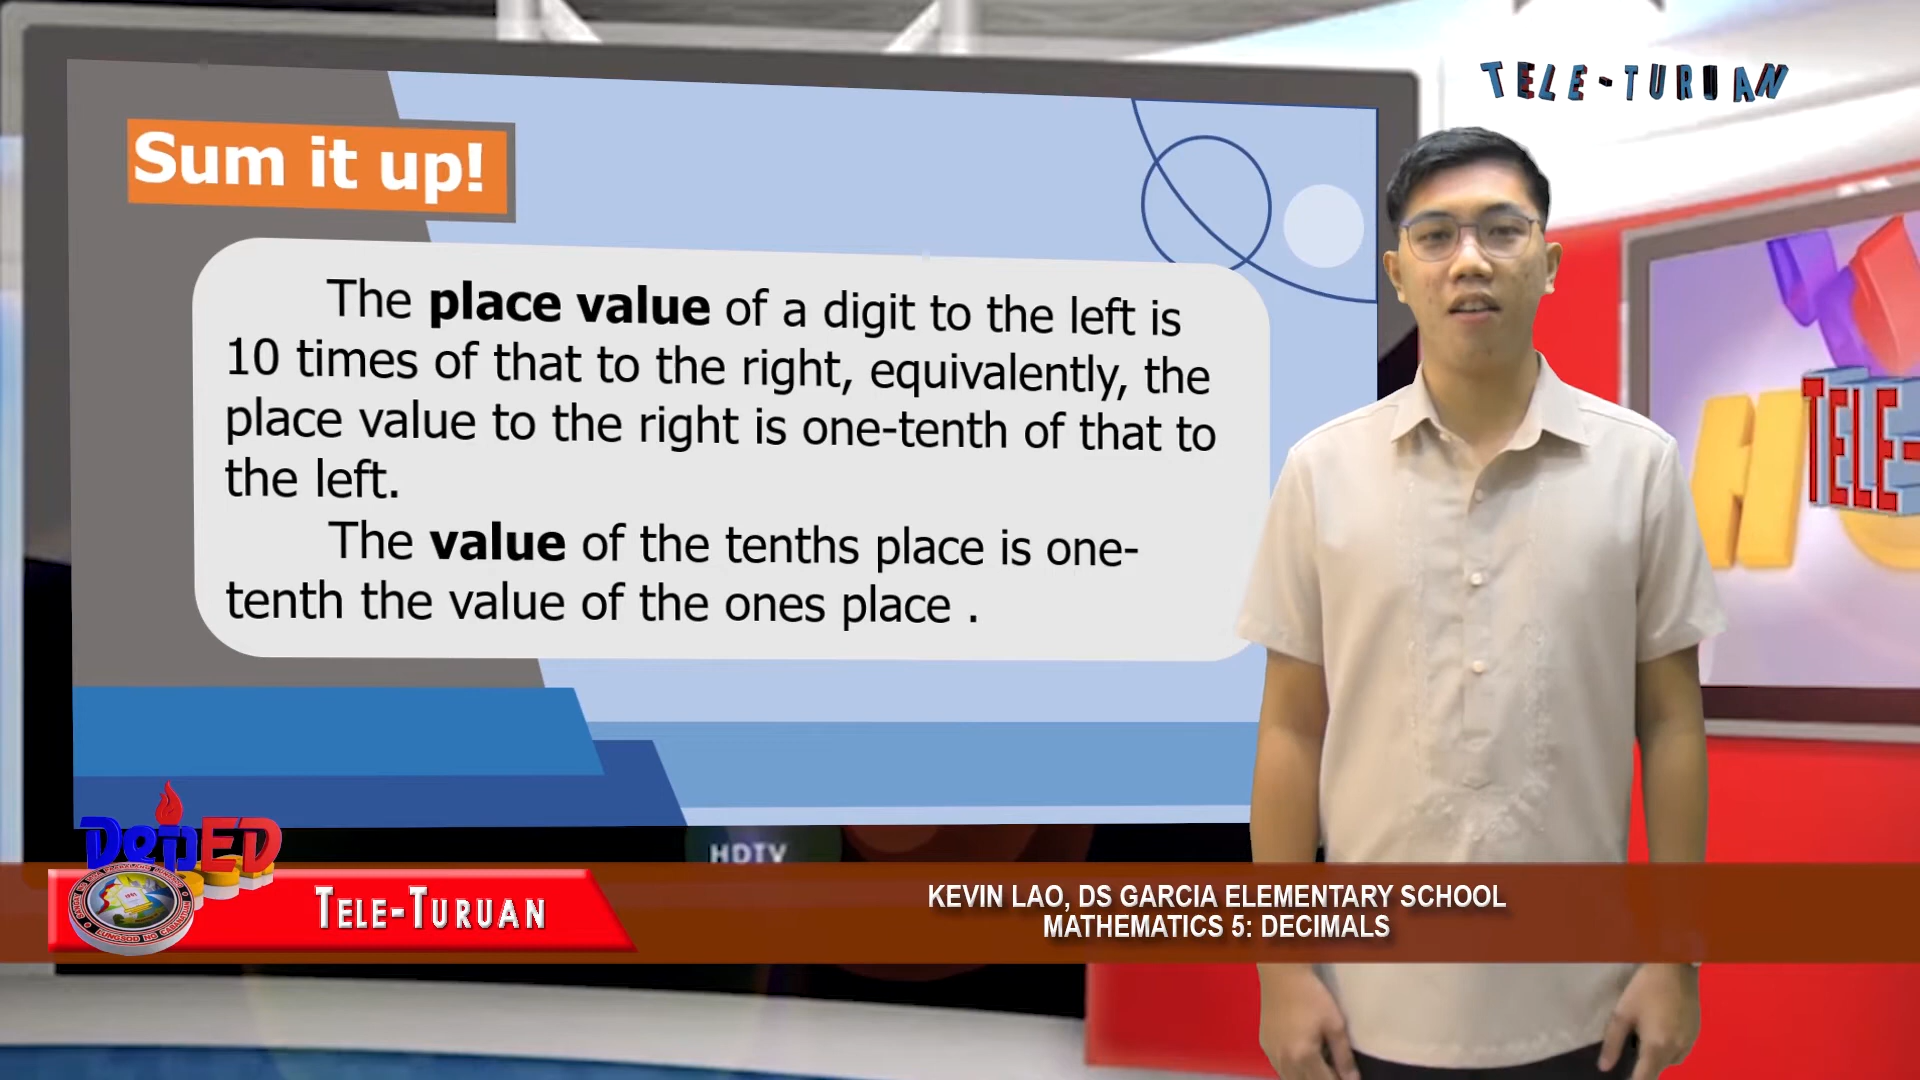 TELE-TURUAN
Sum it up!
The place value of a digit to the left is
10 times of that to the right, equivalently, the
place value to the right is one-tenth of that to
the left.
The value of the tenths place is one-
tenth the value of the ones place .
TELE-
HDTV
DepED
TELE-TURUAN
KEVIN LAO, DS GARCIA ELEMENTARY SCHOOL
MATHEMATICS 5: DECIMALS